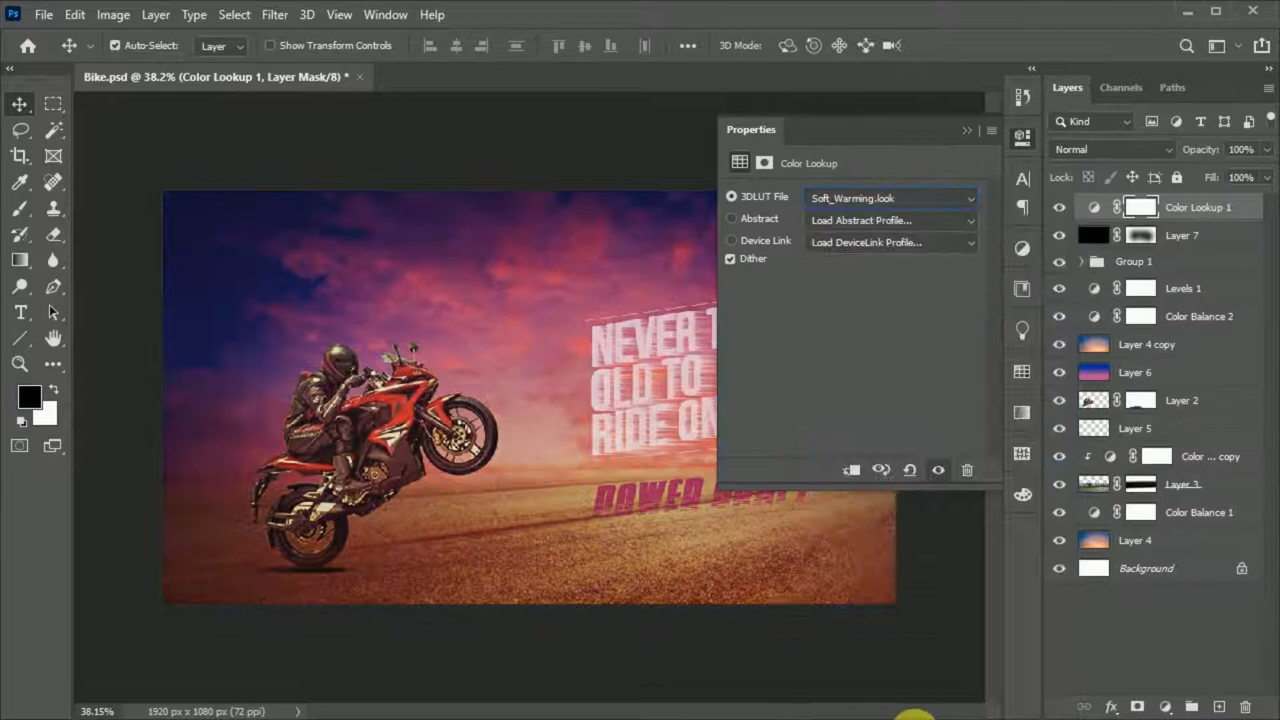 Ps File Edit Image Layer Type Select Filter 3D View Window Help
Auto-Select: Layer Show Transform Controls 3D Mode:
Bike.psd @ 38.2% (Color Lookup 1, Layer Mask/8) *
Properties
Color Lookup
3DLUT File Soft_Warming.look
Abstract Load Abstract Profile...
Device Link Load DeviceLink Profile...
Dither
NEVER T
OLD TO
RIDE ON
POWER
Layers Channels Paths
Kind
Normal Opacity: 100%
Lock: Fill: 100%
Color Lookup 1
Layer 7
Group 1
Levels 1
Color Balance 2
Layer 4 copy
Layer 6
Layer 2
Layer 5
Color ... copy
Layer 3
Color Balance 1
Layer 4
Background
38.15% 1920 px x 1080 px (72 ppi)